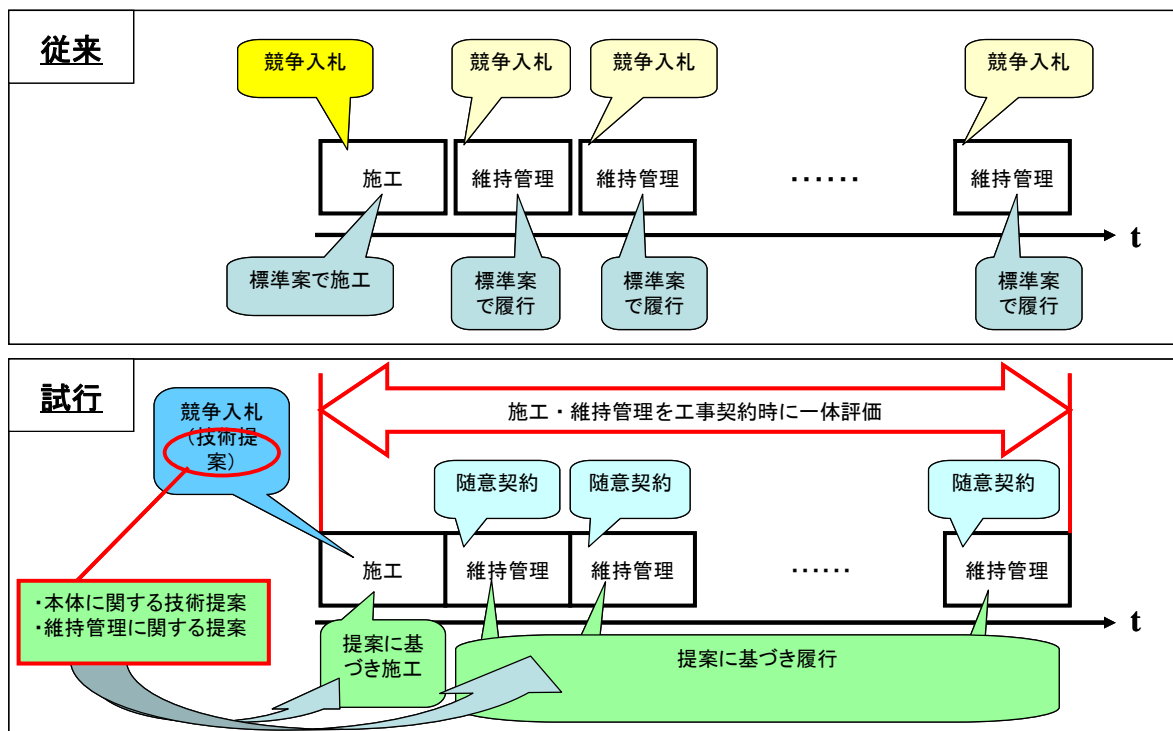 従来
競争入札
競争入札
競争入札
競争入札
施工
維持管理
維持管理
……
維持管理
t
標準案で施工
標準案
で履行
標準案
で履行
標準案
で履行
試行
施工・維持管理を工事契約時に一体評価
競争入札
(技術提
案)
随意契約
随意契約
随意契約
施工
維持管理
維持管理
……
維持管理
t
・本体に関する技術提案
・維持管理に関する提案
提案に基
づき施工
提案に基づき履行